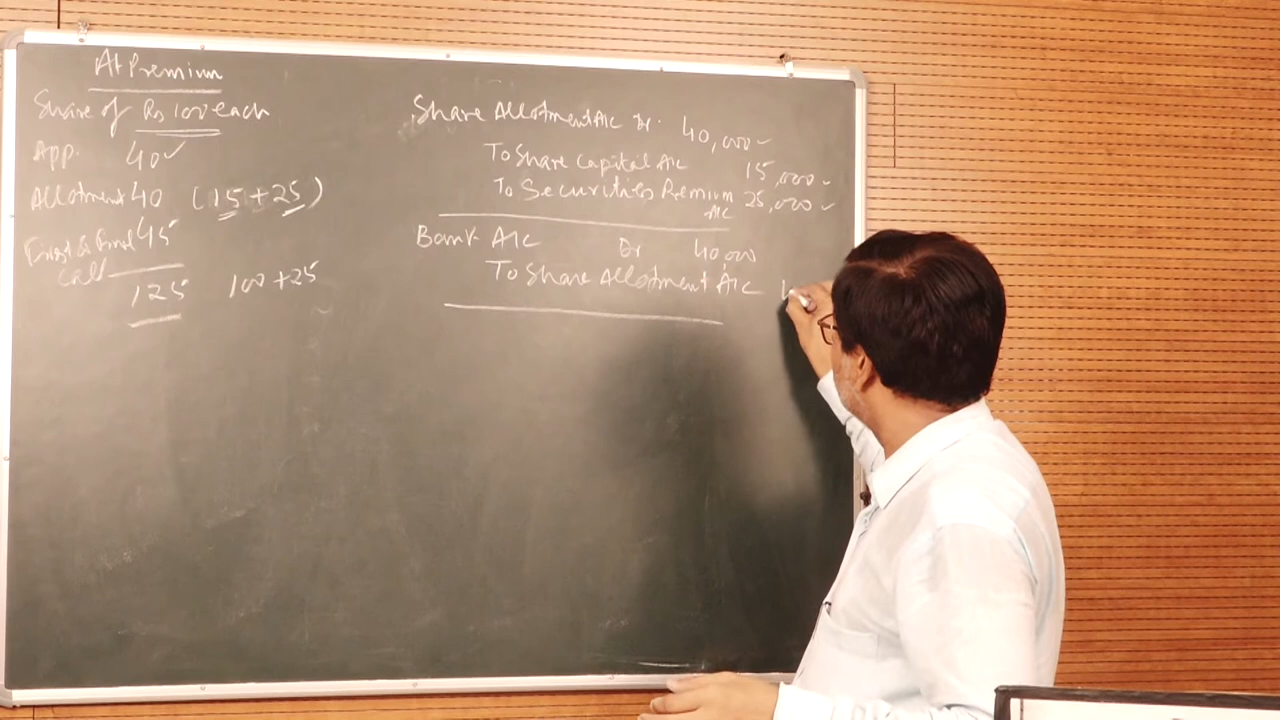 At Premium
Share of Rs 100 each
App. 40✓
Allotment 40 (15+25)
First & Final 45
call
125 100+25
Share Allotment A/c Dr. 40,000
To Share Capital A/c 15,000
To Securities Premium 25,000
A/c
Bank A/c Dr 40,000
To Share Allotment A/c